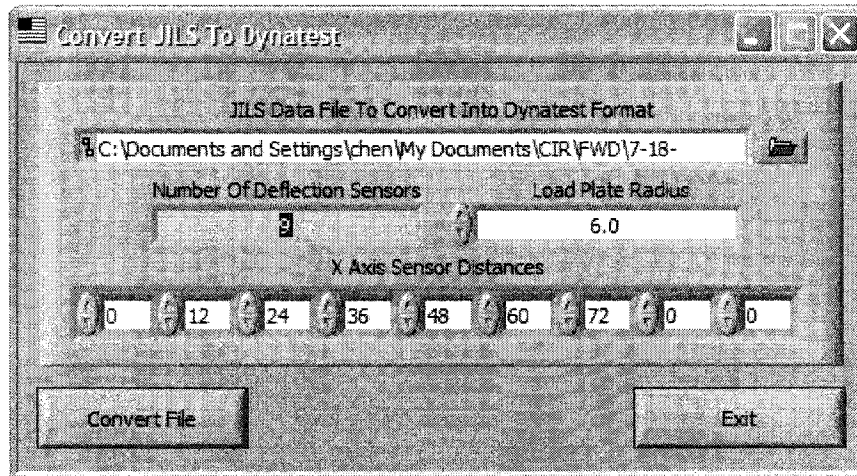 Convert JILS To Dynatest
JILS Data File To Convert Into Dynatest Format
C:\Documents and Settings\chen\My Documents\CIR\FWD\7-18-
Number Of Deflection Sensors
Load Plate Radius
9
6.0
X Axis Sensor Distances
0 12 24 36 48 60 72 0 0
Convert File
Exit